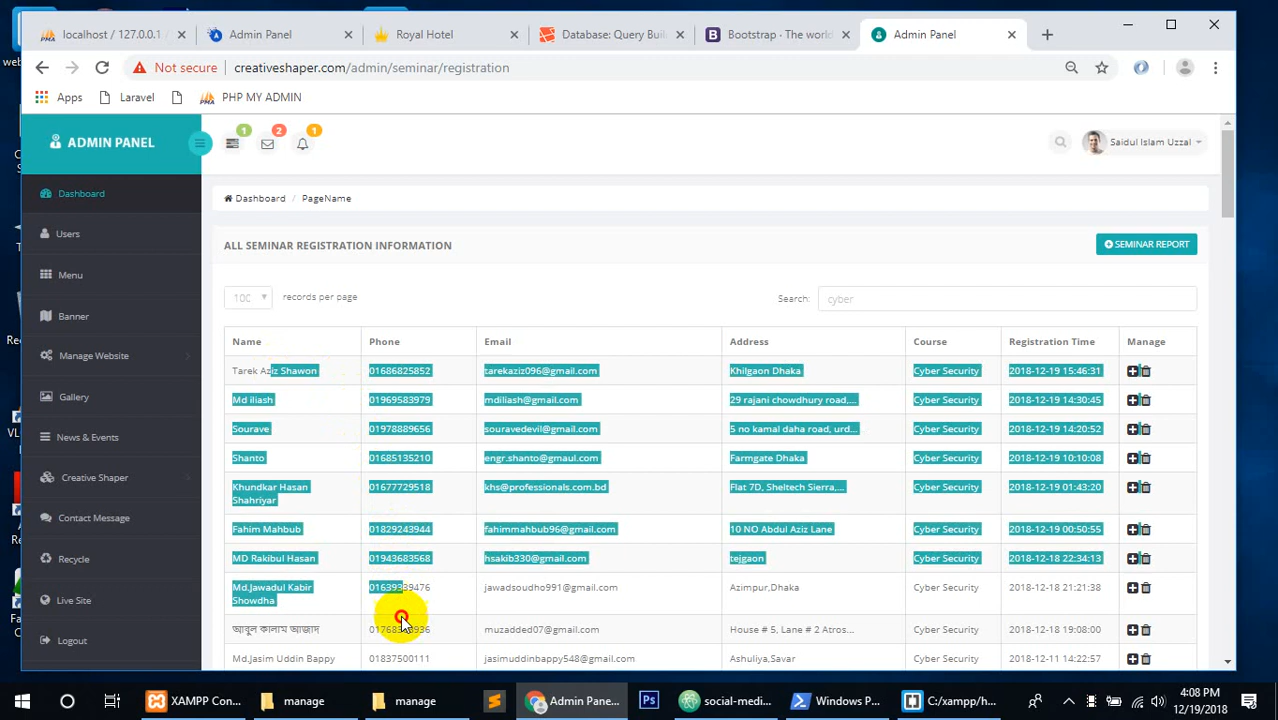 localhost / 127.0.0.1
Admin Panel
Royal Hotel
Database: Query Buil
Bootstrap · The world
Admin Panel
Not secure
creativeshaper.com/admin/seminar/registration
Apps
Laravel
PHP MY ADMIN
ADMIN PANEL
1
2
1
Saidul Islam Uzzal
Dashboard
Users
Menu
Banner
Manage Website
Gallery
News & Events
Creative Shaper
Contact Message
Recycle
Live Site
Logout
Dashboard PageName
ALL SEMINAR REGISTRATION INFORMATION
SEMINAR REPORT
records per page
Search: cyber
Name Phone Email Address Course Registration Time Manage
Tarek Aziz Shawon 01686825852 tarekaziz096@gmail.com Khilgaon Dhaka Cyber Security 2018-12-19 15:46:31
Md iliash 01969583979 mdiliash@gmail.com 29 rajani chowdhury road,... Cyber Security 2018-12-19 14:30:45
Sourave 01978889656 souravedevil@gmail.com 5 no kamal daha road, urd... Cyber Security 2018-12-19 14:20:52
Shanto 01685135210 engr.shanto@gmaul.com Farmgate Dhaka Cyber Security 2018-12-19 10:10:08
Khundkar Hasan Shahriyar 01677729518 khs@professionals.com.bd Flat 7D, Sheltech Sierra,... Cyber Security 2018-12-19 01:43:20
Fahim Mahbub 01829243944 fahimmahbub96@gmail.com 10 NO Abdul Aziz Lane Cyber Security 2018-12-19 00:50:55
MD Rakibul Hasan 01943683568 hsakib330@gmail.com tejgaon Cyber Security 2018-12-18 22:34:13
Md.Jawadul Kabir Showdha 01639389476 jawadsoudho991@gmail.com Azimpur,Dhaka Cyber Security 2018-12-18 21:21:38
আবুল কালাম আজাদ muzadded07@gmail.com House # 5, Lane # 2 Atros... Cyber Security 2018-12-18 19:08:00
Md.Jasim Uddin Bappy 01837500111 jasimuddinbappy548@gmail.com Ashuliya,Savar Cyber Security 2018-12-11 14:22:57
XAMPP Con...
manage
manage
Admin Pane...
Ps
social-medi...
Windows P...
C:/xampp/h...
4:08 PM
12/19/2018